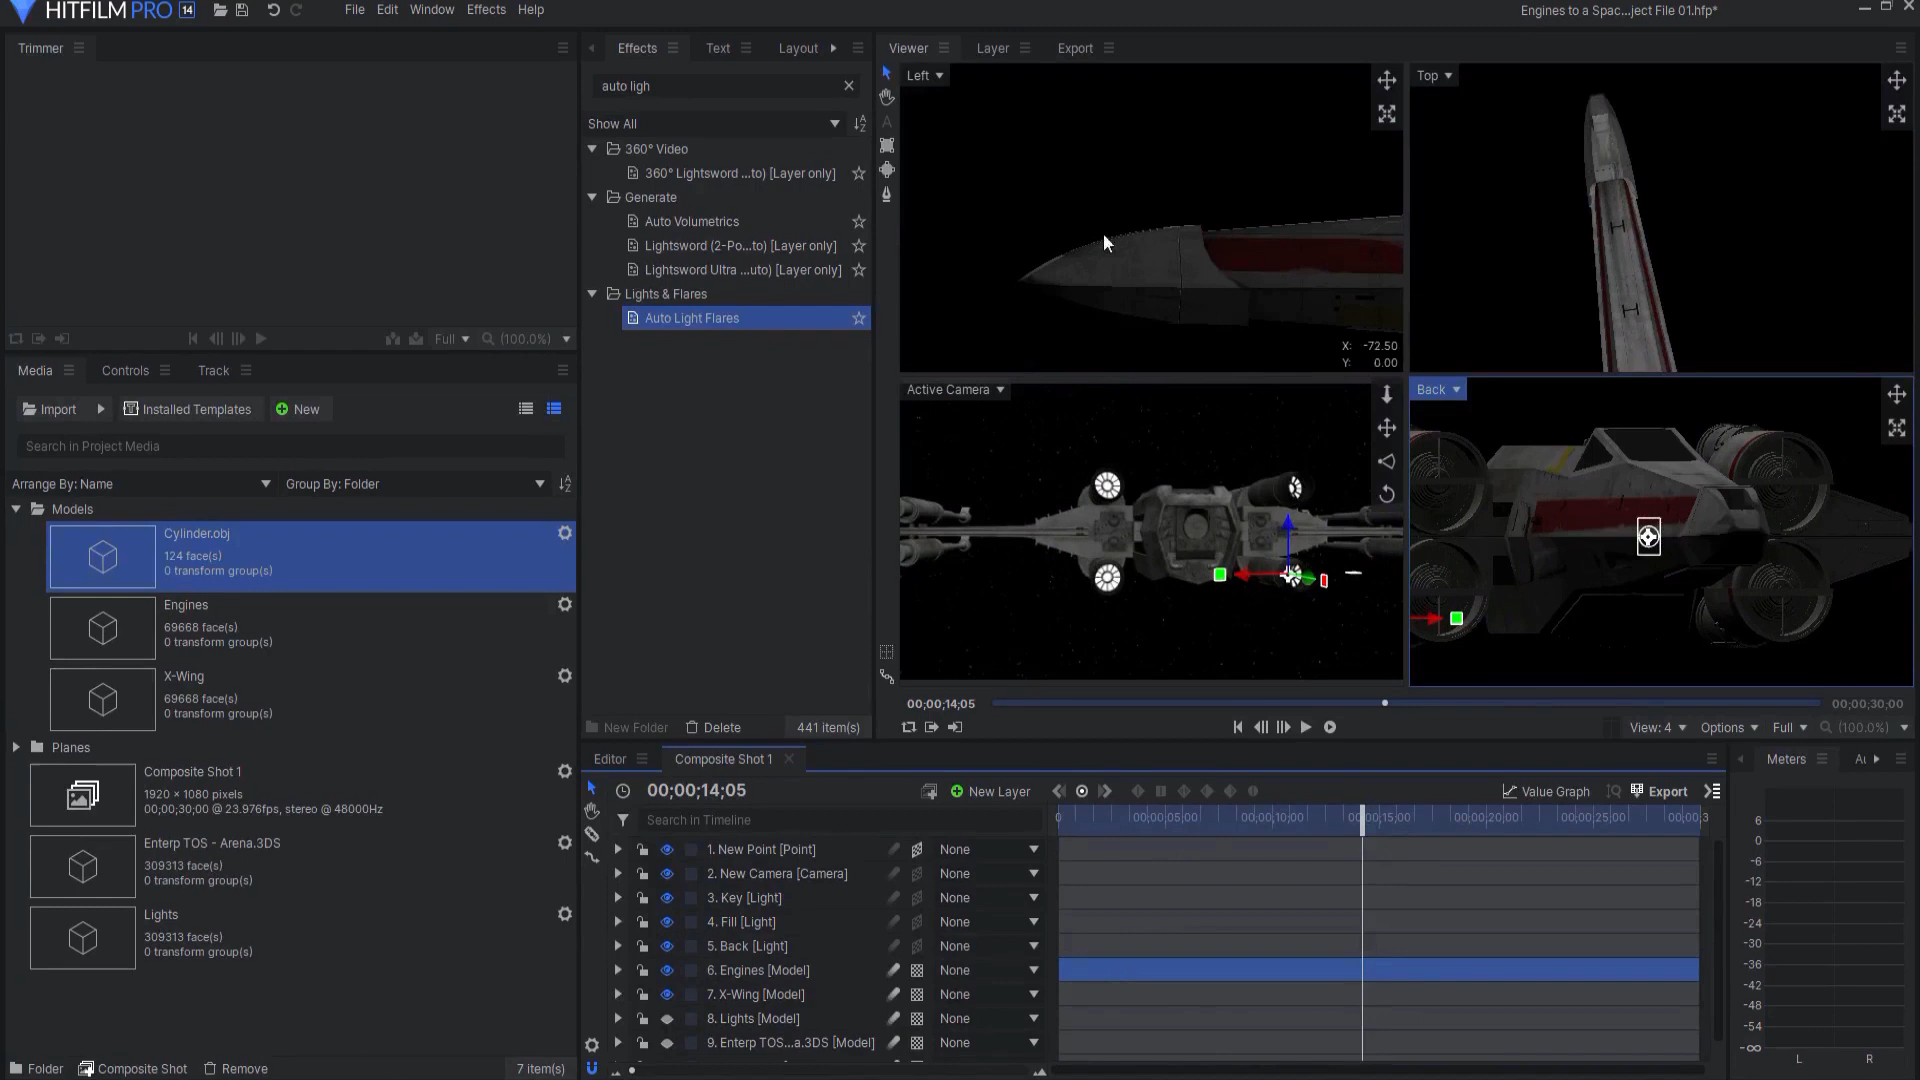 HITFILM PRO 14
File Edit Window Effects Help
Engines to a Spac...ject File 01.hfp*
Trimmer
Effects Text Layout
Viewer Layer Export
auto ligh
Show All
360° Video
360° Lightsword ...to) [Layer only]
Generate
Auto Volumetrics
Lightsword (2-Po...to) [Layer only]
Lightsword Ultra ...uto) [Layer only]
Lights & Flares
Auto Light Flares
Left
Top
X: -72.50
Y: 0.00
Active Camera
Back
Full (100.0%)
Media Controls Track
Import Installed Templates New
Search in Project Media
Arrange By: Name Group By: Folder
Models
Cylinder.obj
124 face(s)
0 transform group(s)
Engines
69668 face(s)
0 transform group(s)
X-Wing
69668 face(s)
0 transform group(s)
Planes
Composite Shot 1
1920 × 1080 pixels
00;00;30;00 @ 23.976fps, stereo @ 48000Hz
Enterp TOS - Arena.3DS
309313 face(s)
0 transform group(s)
Lights
309313 face(s)
0 transform group(s)
Folder Composite Shot Remove 7 item(s)
New Folder Delete 441 item(s)
00;00;14;05 00;00;30;00
View: 4 Options Full (100.0%)
Editor Composite Shot 1
00;00;14;05 New Layer Value Graph Export
Search in Timeline
0 00;00;05;00 00;00;10;00 00;00;15;00 00;00;20;00 00;00;25;00 00;00;3
1. New Point [Point] None
2. New Camera [Camera] None
3. Key [Light] None
4. Fill [Light] None
5. Back [Light] None
6. Engines [Model] None
7. X-Wing [Model] None
8. Lights [Model] None
9. Enterp TOS...a.3DS [Model] None
Meters Au
6
0
-6
-12
-18
-24
-30
-36
-42
-48
-54
-∞
L R